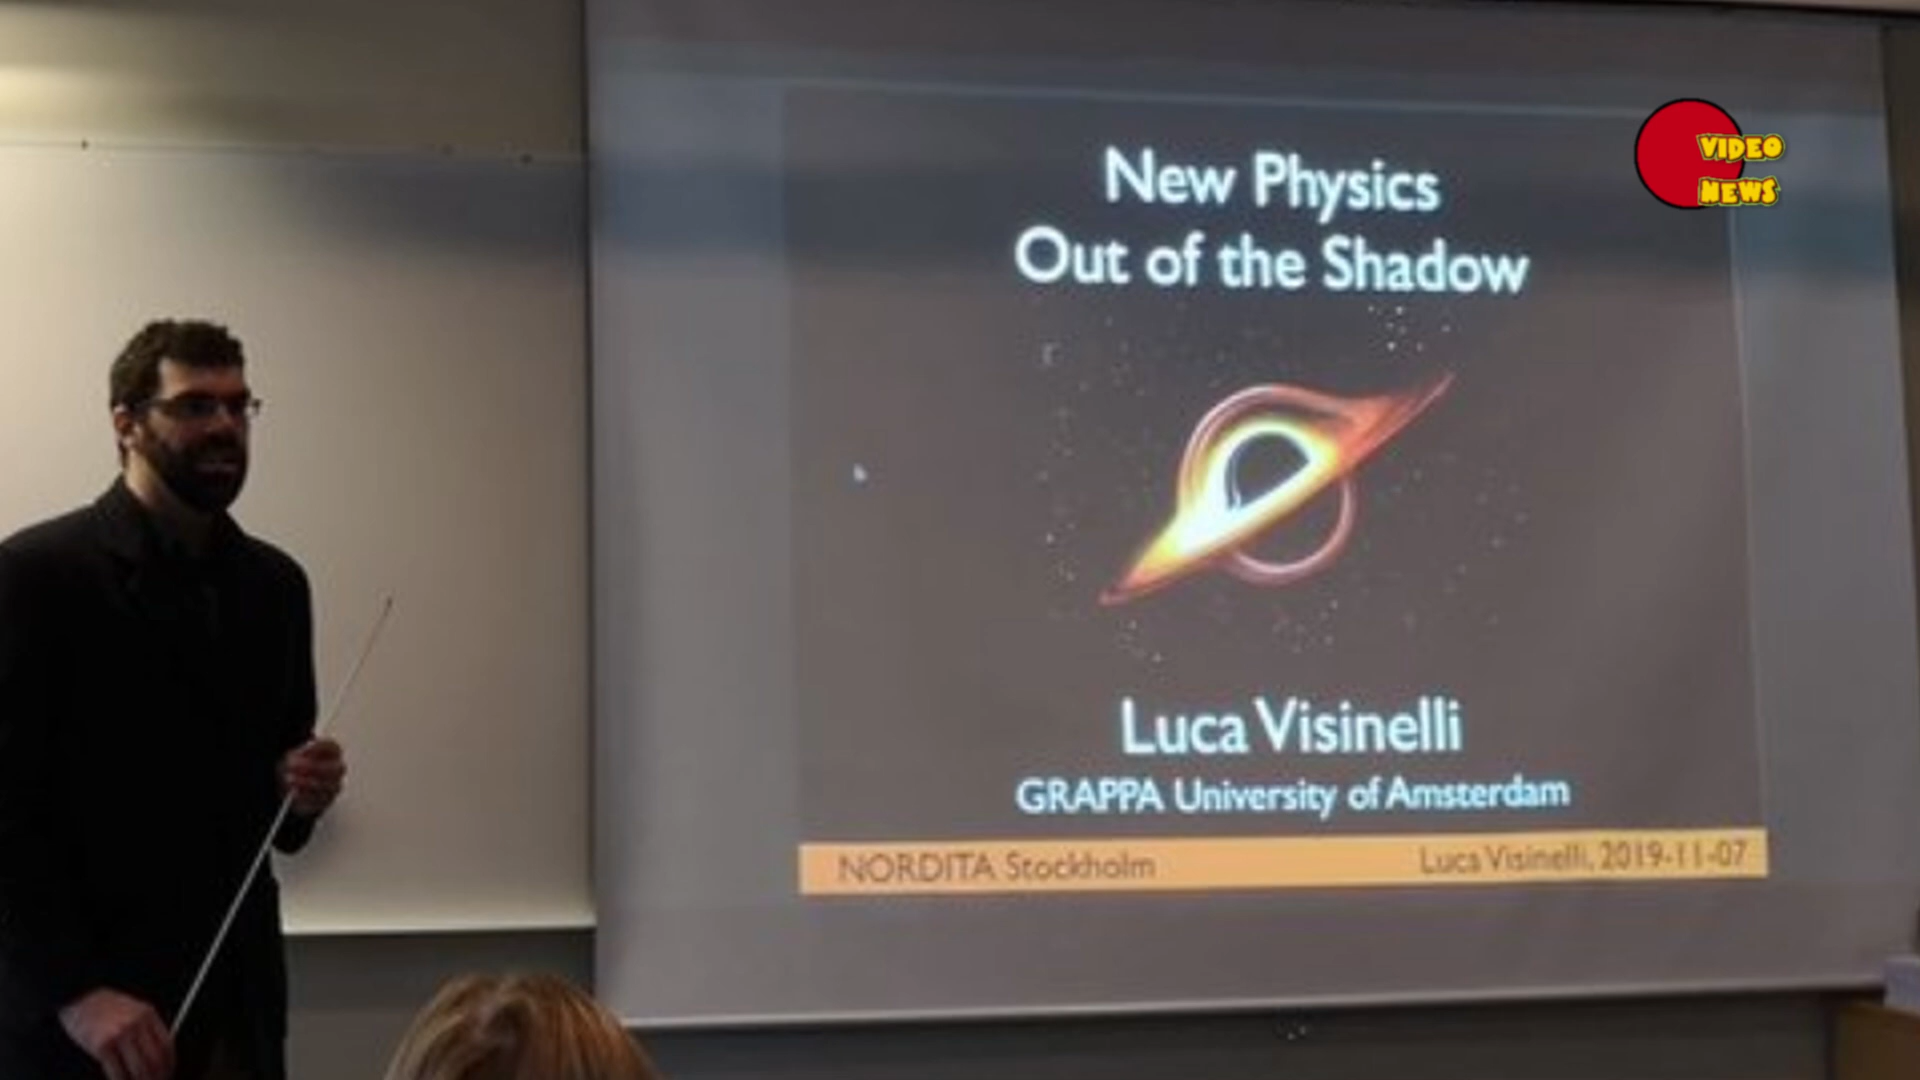 New Physics
Out of the Shadow
VIDEO
NEWS
Luca Visinelli
GRAPPA University of Amsterdam
NORDITA Stockholm
Luca Visinelli, 2019-11-07